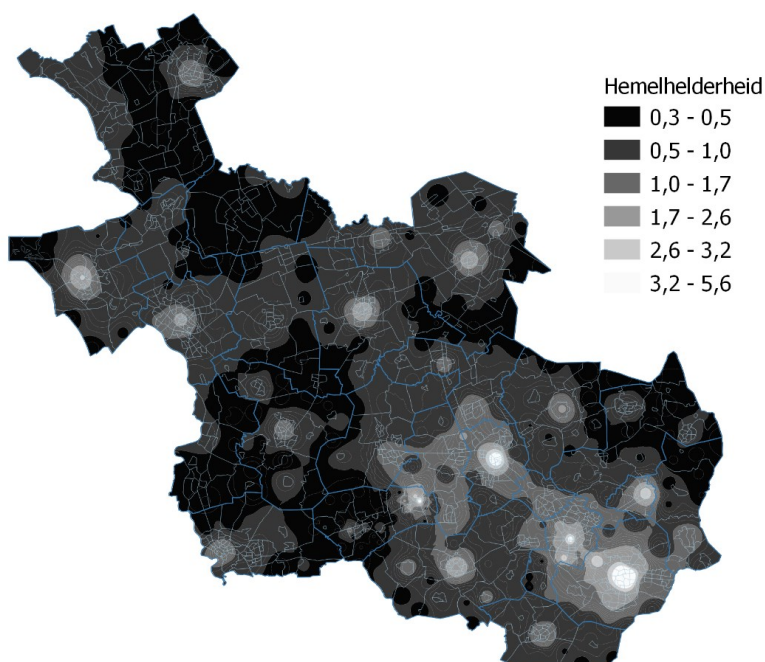 Hemelhelderheid
0,3 - 0,5
0,5 - 1,0
1,0 - 1,7
1,7 - 2,6
2,6 - 3,2
3,2 - 5,6